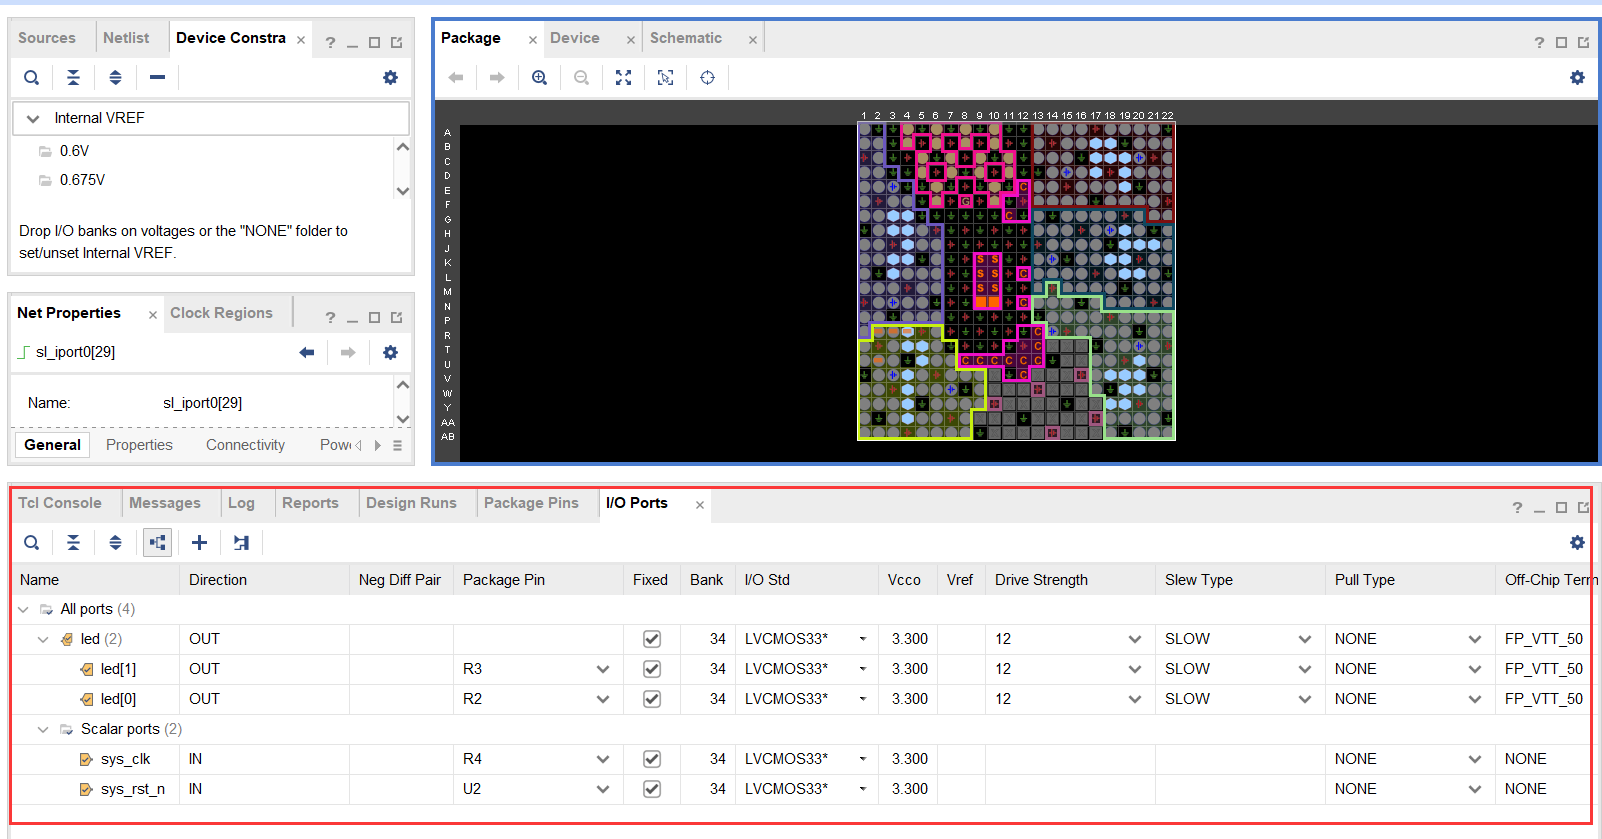 Sources Netlist Device Constra
Internal VREF
0.6V
0.675V
Drop I/O banks on voltages or the "NONE" folder to
set/unset Internal VREF.
Net Properties Clock Regions
sl_iport0[29]
Name: sl_iport0[29]
General Properties Connectivity Powe
Package Device Schematic
1 2 3 4 5 6 7 8 9 10 11 12 13 14 15 16 17 18 19 20 21 22
A
B
C
D
E
F
G
H
J
K
L
M
N
P
R
T
U
V
W
Y
AA
AB
Tcl Console Messages Log Reports Design Runs Package Pins I/O Ports
Name Direction Neg Diff Pair Package Pin Fixed Bank I/O Std Vcco Vref Drive Strength Slew Type Pull Type Off-Chip Term
All ports (4)
led (2) OUT 34 LVCMOS33* 3.300 12 SLOW NONE FP_VTT_50
led[1] OUT R3 34 LVCMOS33* 3.300 12 SLOW NONE FP_VTT_50
led[0] OUT R2 34 LVCMOS33* 3.300 12 SLOW NONE FP_VTT_50
Scalar ports (2)
sys_clk IN R4 34 LVCMOS33* 3.300 NONE NONE
sys_rst_n IN U2 34 LVCMOS33* 3.300 NONE NONE